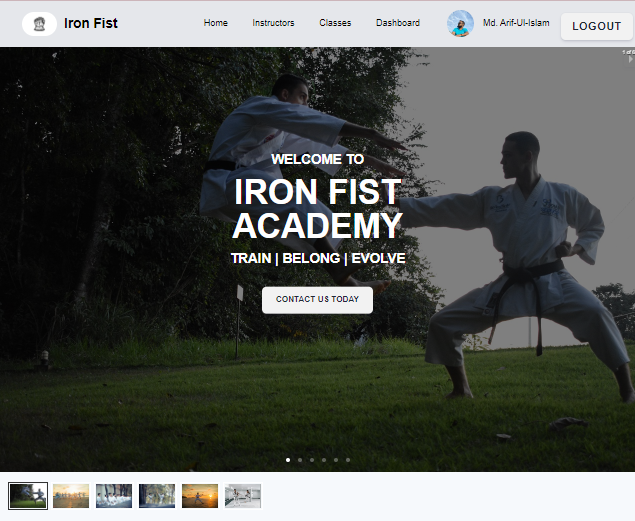 Iron Fist
Home
Instructors
Classes
Dashboard
Md. Arif-Ul-Islam
LOGOUT
WELCOME TO
IRON FIST
ACADEMY
TRAIN | BELONG | EVOLVE
CONTACT US TODAY